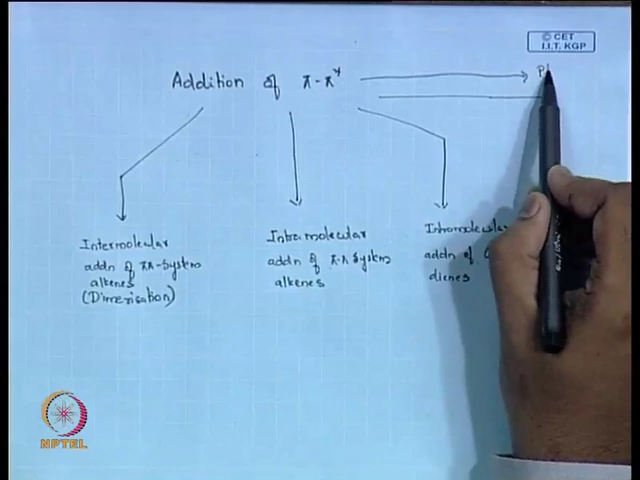 © CET
I.I.T. KGP
Addition of π-π*
Intermolecular
addn of ππ-system
alkenes
(Dimerisation)
Intramolecular
addn of π-π system
alkenes
Intramolecular
addn of
dienes
NPTEL